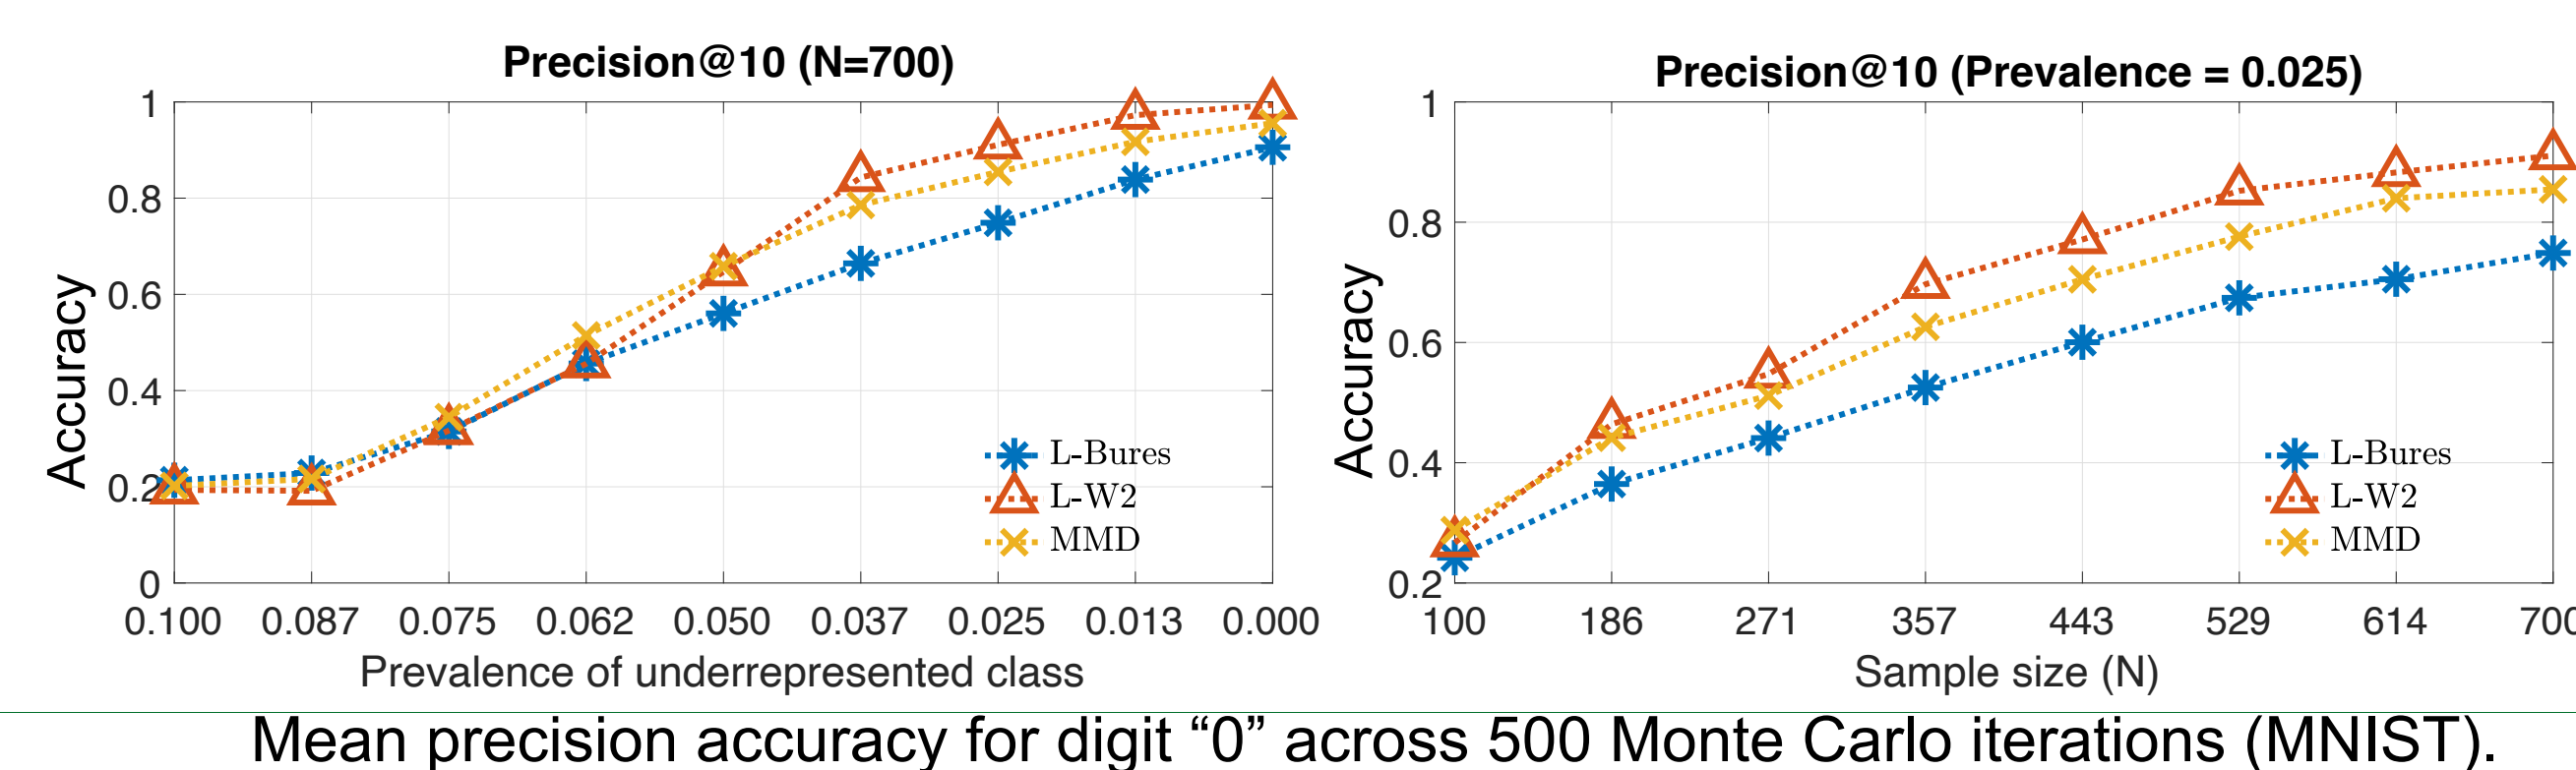 Precision@10 (N=700)
Accuracy
1
0.8
0.6
0.4
0.2
0
L-Bures
L-W2
MMD
0.100 0.087 0.075 0.062 0.050 0.037 0.025 0.013 0.000
Prevalence of underrepresented class
Precision@10 (Prevalence = 0.025)
Accuracy
1
0.8
0.6
0.4
0.2
L-Bures
L-W2
MMD
100 186 271 357 443 529 614 700
Sample size (N)
Mean precision accuracy for digit “0” across 500 Monte Carlo iterations (MNIST).